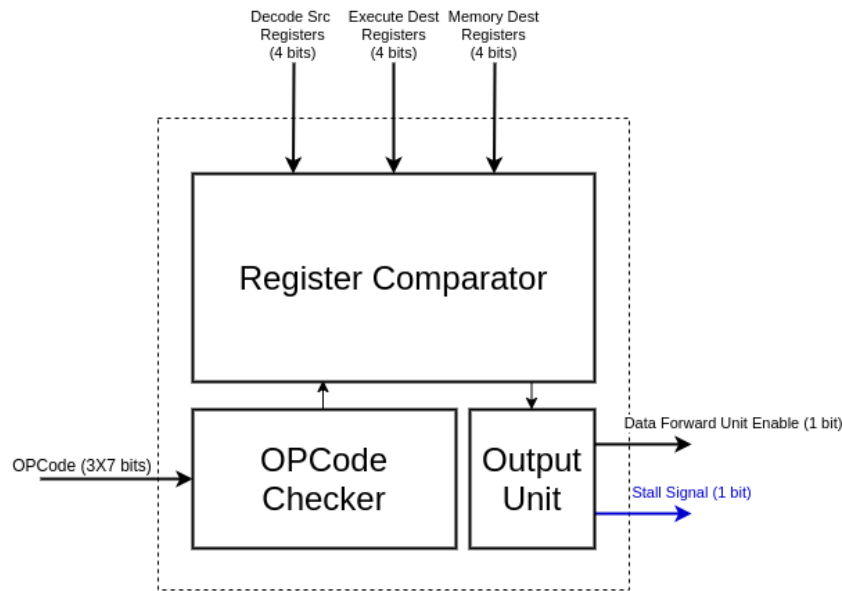 Decode Src
Registers
(4 bits)
Execute Dest
Registers
(4 bits)
Memory Dest
Registers
(4 bits)
Register Comparator
OPCode (3X7 bits)
OPCode
Checker
Output
Unit
Data Forward Unit Enable (1 bit)
Stall Signal (1 bit)